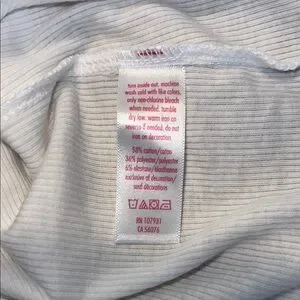 turn inside out. machine
wash cold with like colors.
only non-chlorine bleach
when needed. tumble
dry low. warm iron on
reverse if needed. do not
iron on decoration.
58% cotton/coton
36% polyester/polyester
6% elastane/élasthanne
exclusive of decoration/
sauf décorations
RN 107931
CA 56076